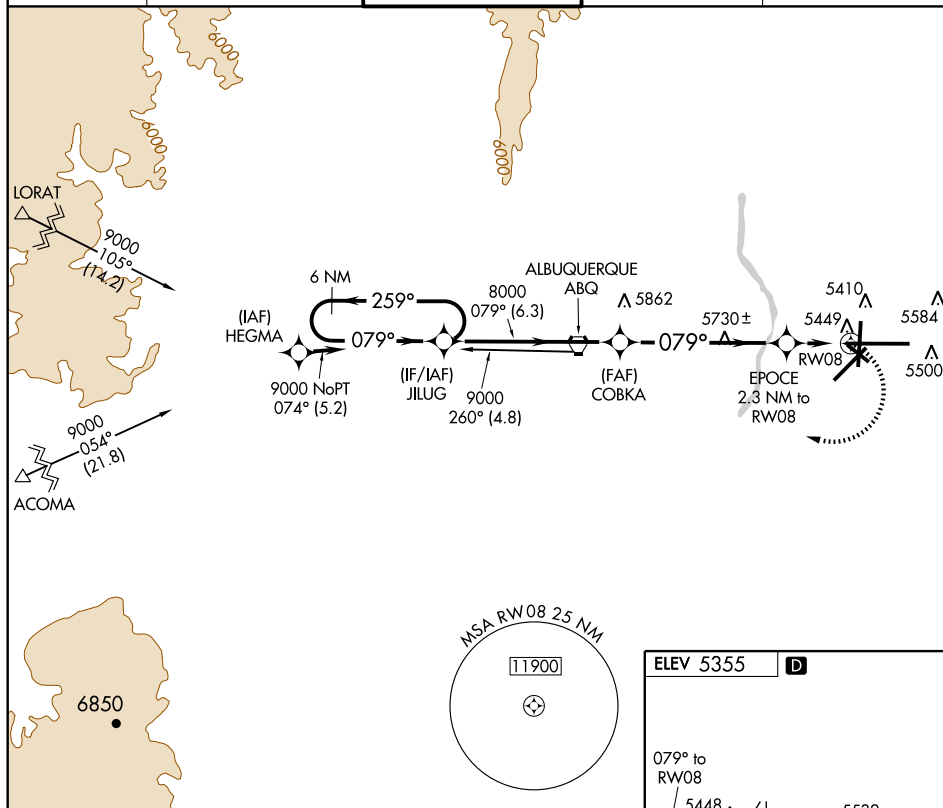 6000
6000
6000
LORAT
9000
105°
(14.2)
6 NM
259°
ALBUQUERQUE
ABQ
8000
079° (6.3)
5862
5410
5584
5449
5730±
(IAF)
HEGMA
079°
079°
RW08
5500
9000 NoPT
074° (5.2)
(IF/IAF)
JILUG
9000
260° (4.8)
(FAF)
COBKA
EPOCE
2.3 NM to
RW08
9000
054°
(21.8)
ACOMA
MSA RW08 25 NM
11900
ELEV 5355
D
6850
079° to
RW08
5448